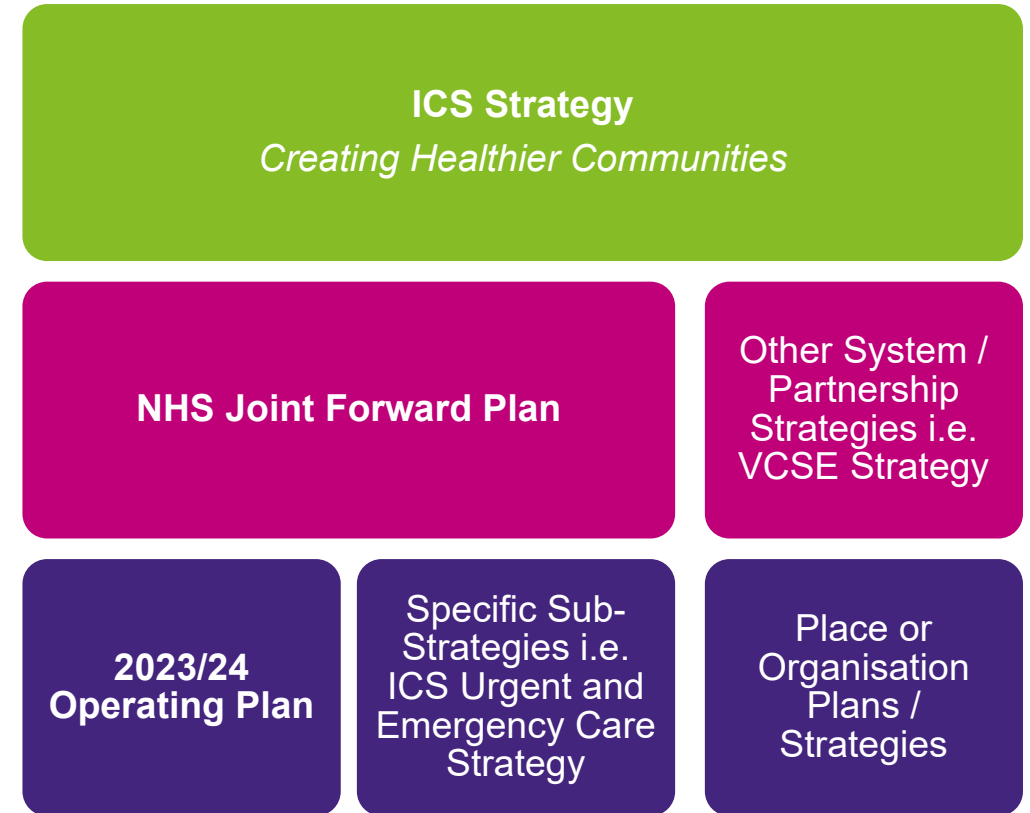 ICS Strategy
Creating Healthier Communities
NHS Joint Forward Plan
Other System /
Partnership
Strategies i.e.
VCSE Strategy
2023/24
Operating Plan
Specific Sub-
Strategies i.e.
ICS Urgent and
Emergency Care
Strategy
Place or
Organisation
Plans /
Strategies